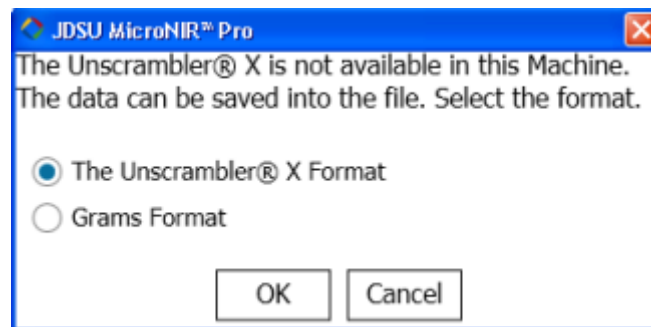 JDSU MicroNIR™ Pro
The Unscrambler® X is not available in this Machine.
The data can be saved into the file. Select the format.
The Unscrambler® X Format
Grams Format
OK Cancel